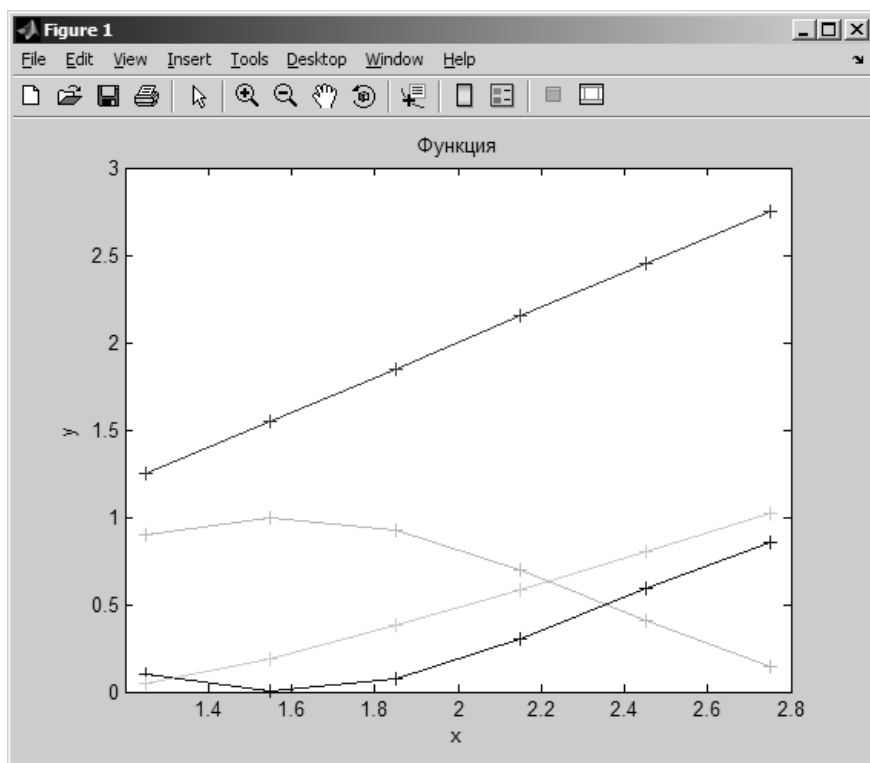 Figure 1
File Edit View Insert Tools Desktop Window Help
Функция
3
2.5
2
1.5
1
0.5
0
y
1.4 1.6 1.8 2 2.2 2.4 2.6 2.8
x